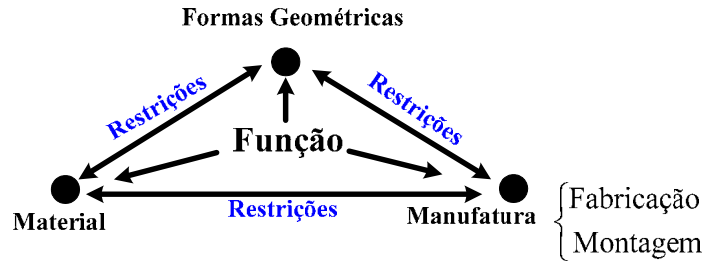 Formas Geométricas
Restrições
Restrições
Função
Restrições
Material
Manufatura
Fabricação
Montagem